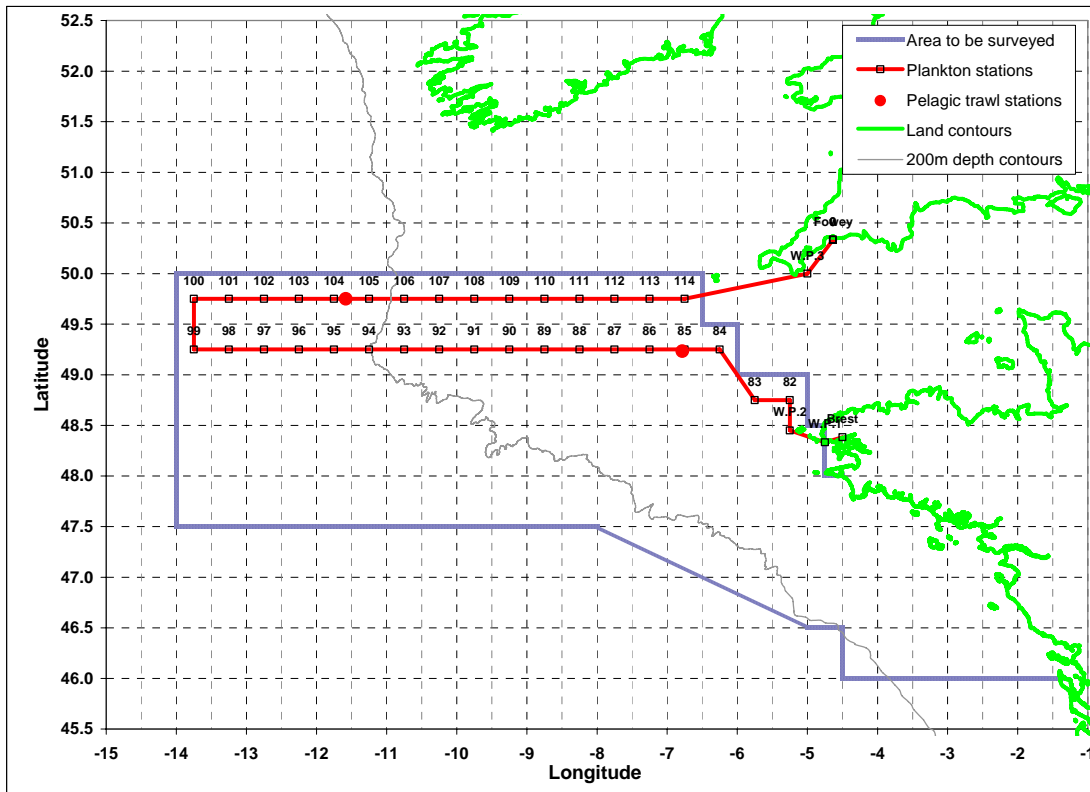 52.5
52.0
51.5
51.0
50.5
50.0
49.5
49.0
48.5
48.0
47.5
47.0
46.5
46.0
45.5
Latitude
-15 -14 -13 -12 -11 -10 -9 -8 -7 -6 -5 -4 -3 -2 -1
Longitude
Area to be surveyed
Plankton stations
Pelagic trawl stations
Land contours
200m depth contours
Fowey
W.P.3
100 101 102 103 104 105 106 107 108 109 110 111 112 113 114
99 98 97 96 95 94 93 92 91 90 89 88 87 86 85 84
83 82
W.P.2
W.P.1
Brest